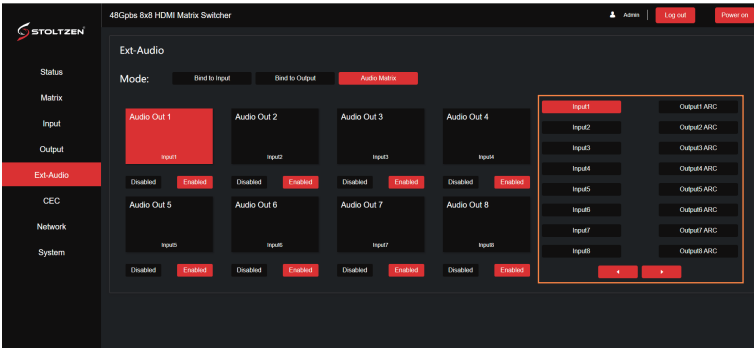 48Gpbs 8x8 HDMI Matrix Switcher
Admin
Log out
Power on
STOLTZEN
Status
Matrix
Input
Output
Ext-Audio
CEC
Network
System
Ext-Audio
Mode:
Bind to Input
Bind to Output
Audio Matrix
Audio Out 1
Input1
Disabled
Enabled
Audio Out 2
Input2
Disabled
Enabled
Audio Out 3
Input3
Disabled
Enabled
Audio Out 4
Input4
Disabled
Enabled
Audio Out 5
Input5
Disabled
Enabled
Audio Out 6
Input6
Disabled
Enabled
Audio Out 7
Input7
Disabled
Enabled
Audio Out 8
Input8
Disabled
Enabled
Input1
Output1 ARC
Input2
Output2 ARC
Input3
Output3 ARC
Input4
Output4 ARC
Input5
Output5 ARC
Input6
Output6 ARC
Input7
Output7 ARC
Input8
Output8 ARC